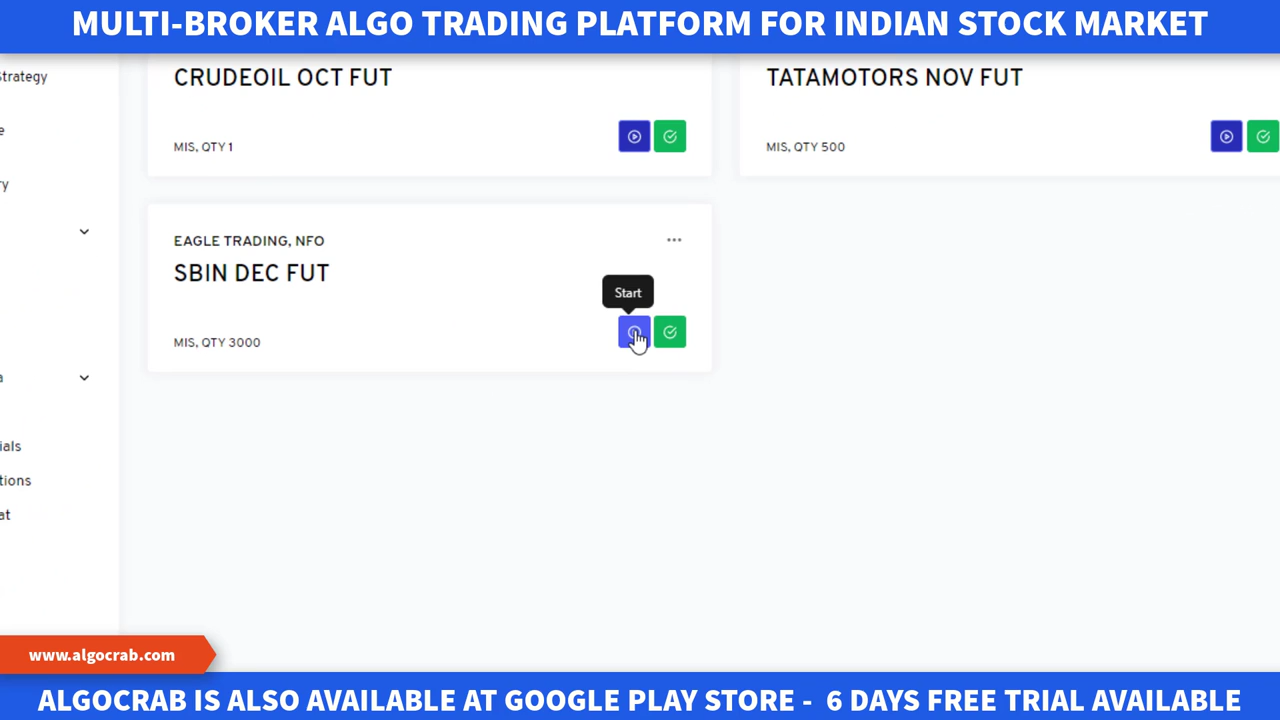 MULTI-BROKER ALGO TRADING PLATFORM FOR INDIAN STOCK MARKET
Strategy
CRUDEOIL OCT FUT
TATAMOTORS NOV FUT
MIS, QTY 1
MIS, QTY 500
EAGLE TRADING, NFO
SBIN DEC FUT
Start
MIS, QTY 3000
ials
tions
at
www.algocrab.com
ALGOCRAB IS ALSO AVAILABLE AT GOOGLE PLAY STORE - 6 DAYS FREE TRIAL AVAILABLE